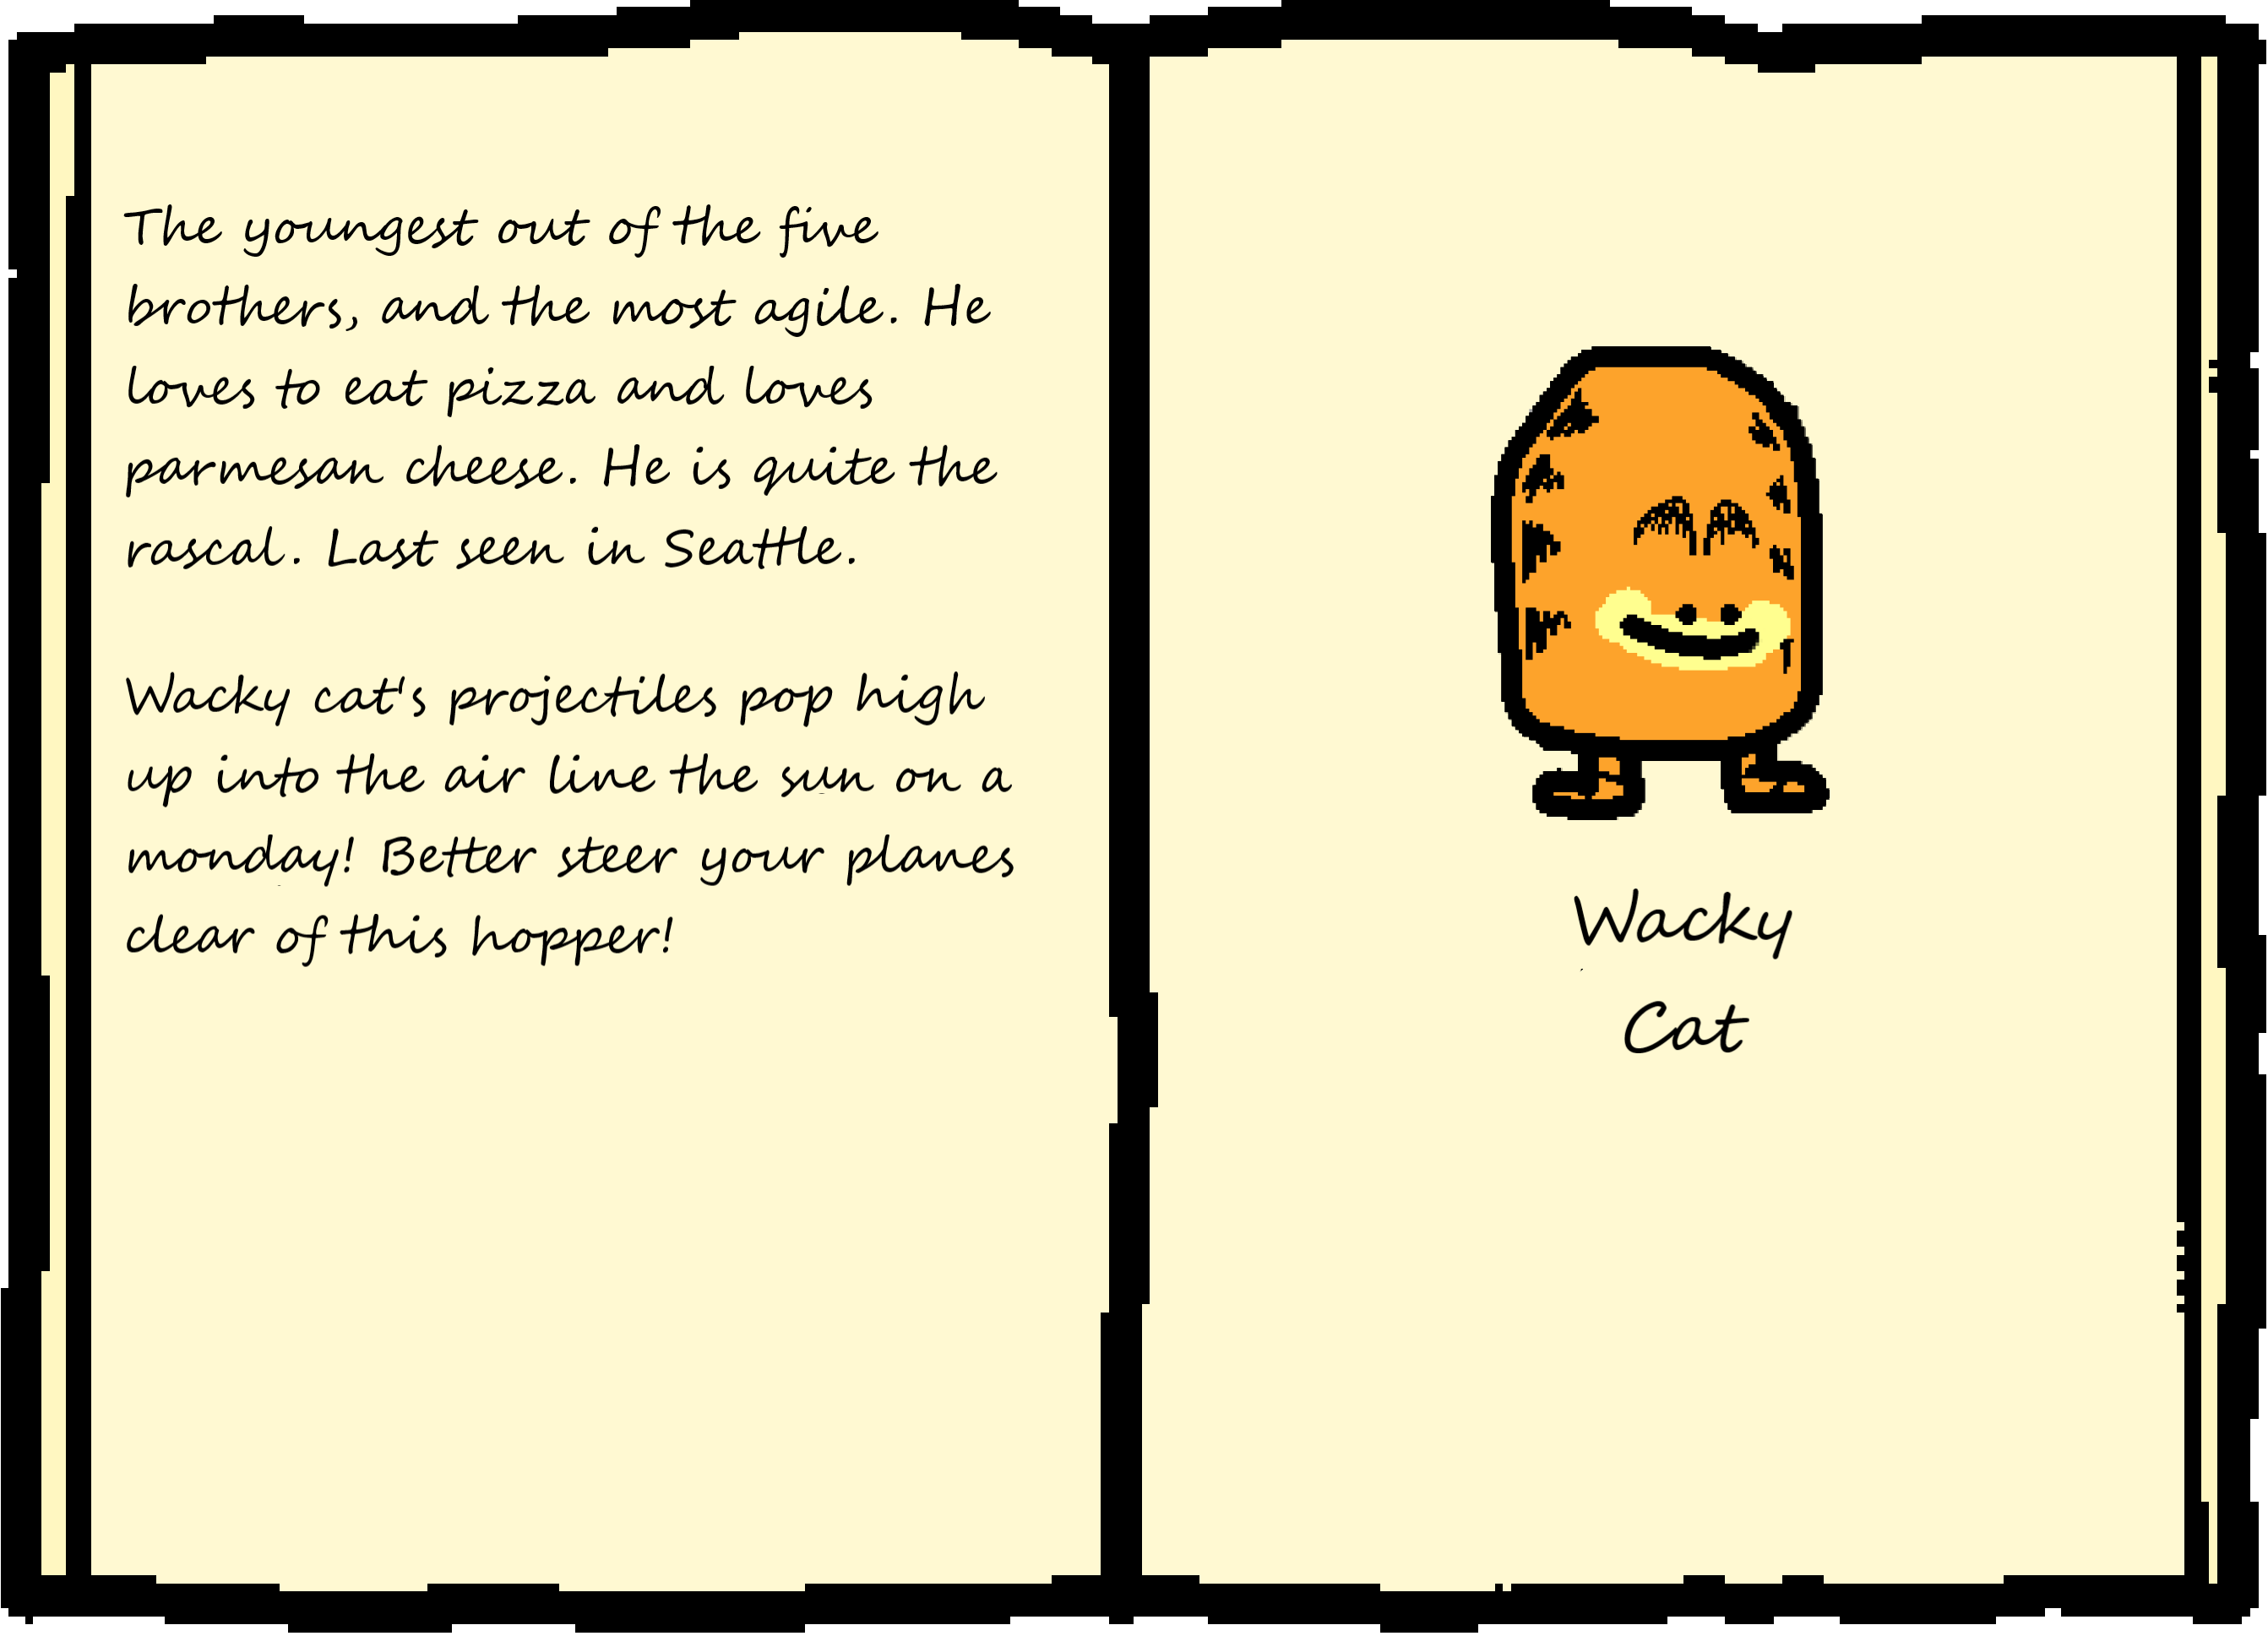 The youngest out of the five
brothers, and the most agile. He
loves to eat pizza and loves
parmesan cheese. He is quite the
rascal. Last seen in Seattle.
Wacky cat's projectiles pop high
up into the air line the sun on a
monday! Better steer your planes
clear of this hopper!
Wacky
Cat